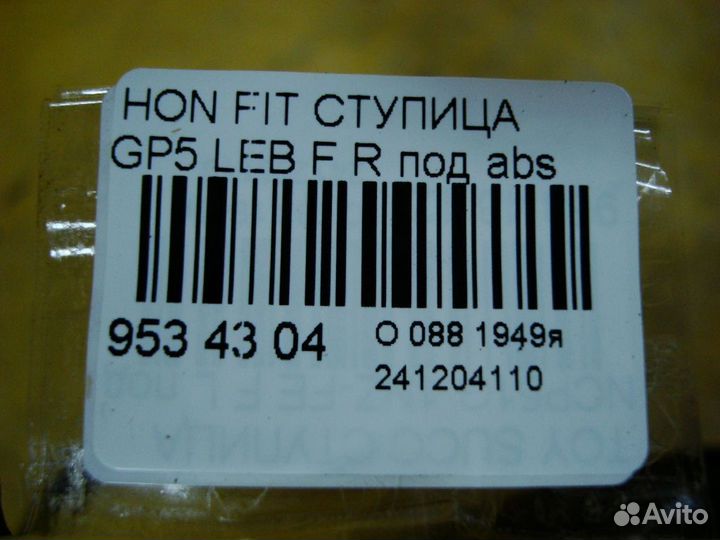 HON FIT СТУПИЦА
GP5 LEB F R под abs
953 43 04
О 088 1949я
241204110
Avito